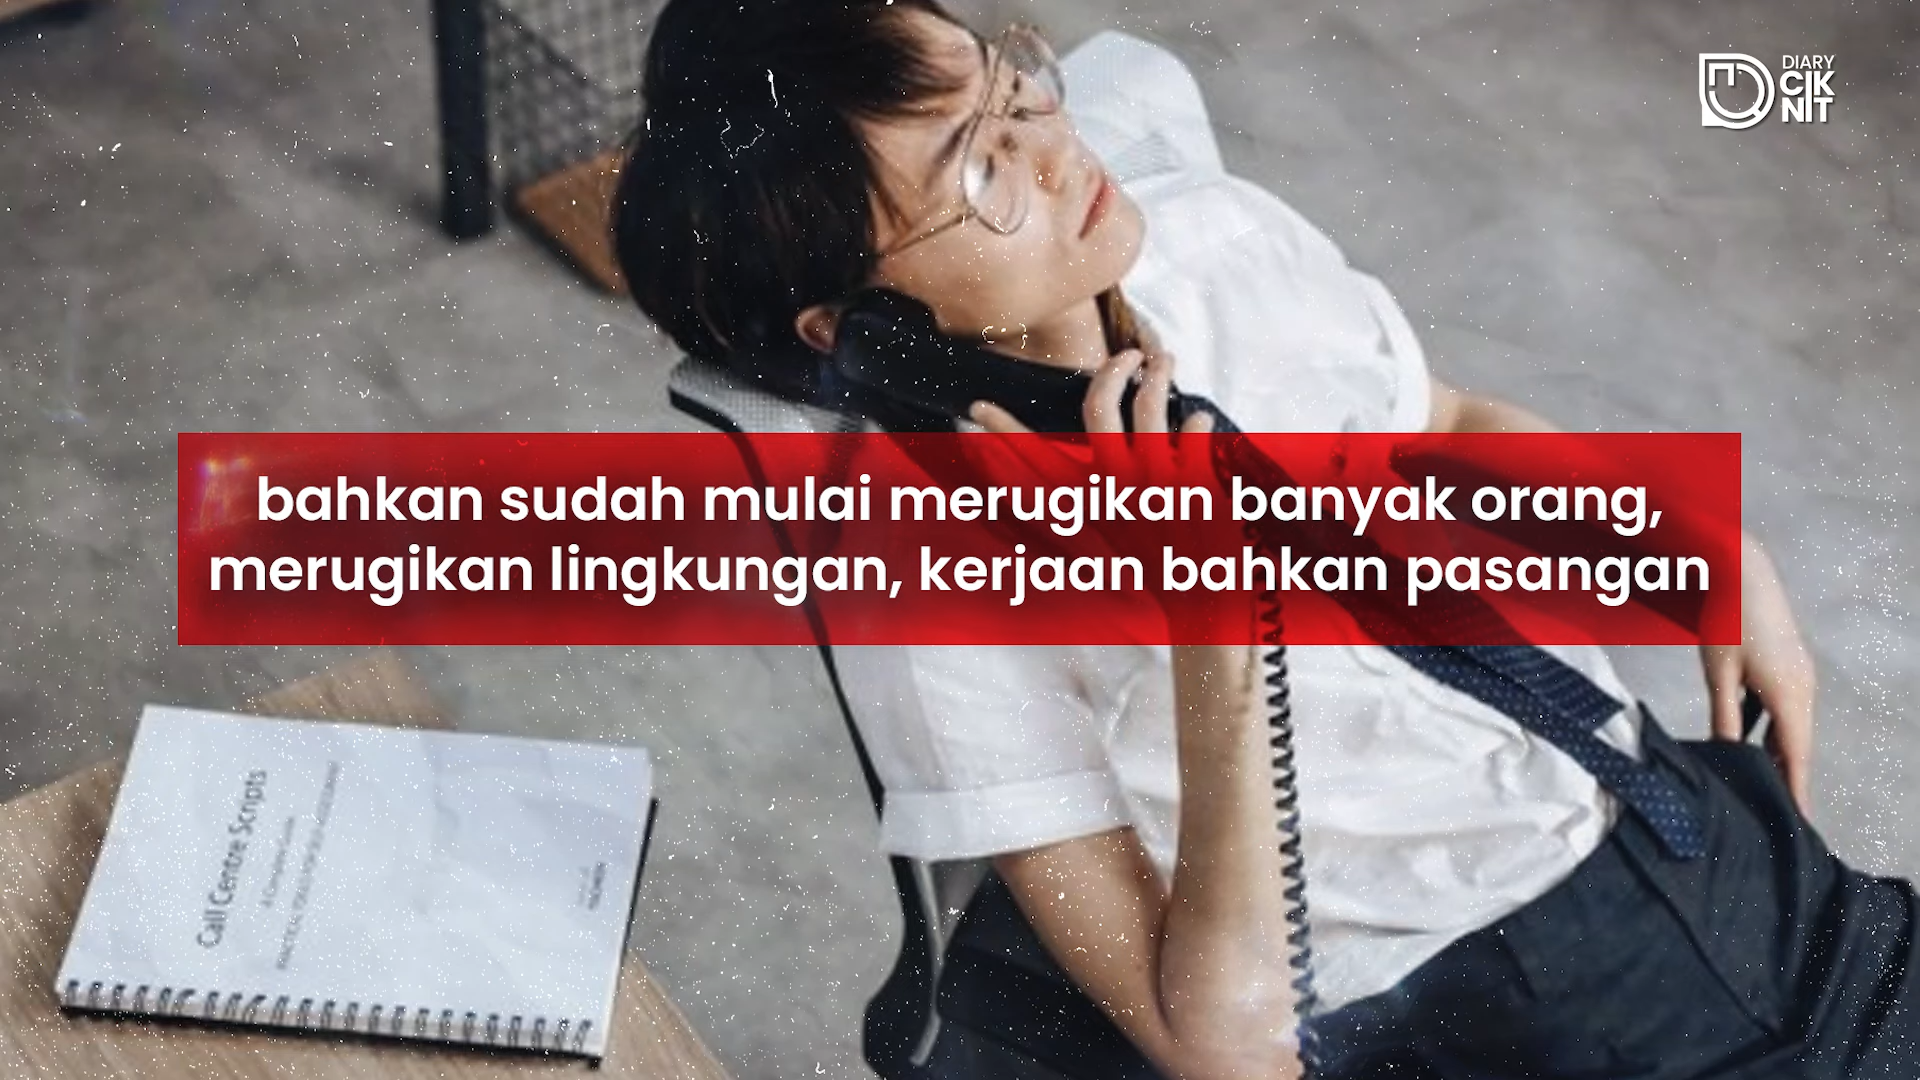 DIARY
CIK
NIT
bahkan sudah mulai merugikan banyak orang,
merugikan lingkungan, kerjaan bahkan pasangan
Call Centre Scripts